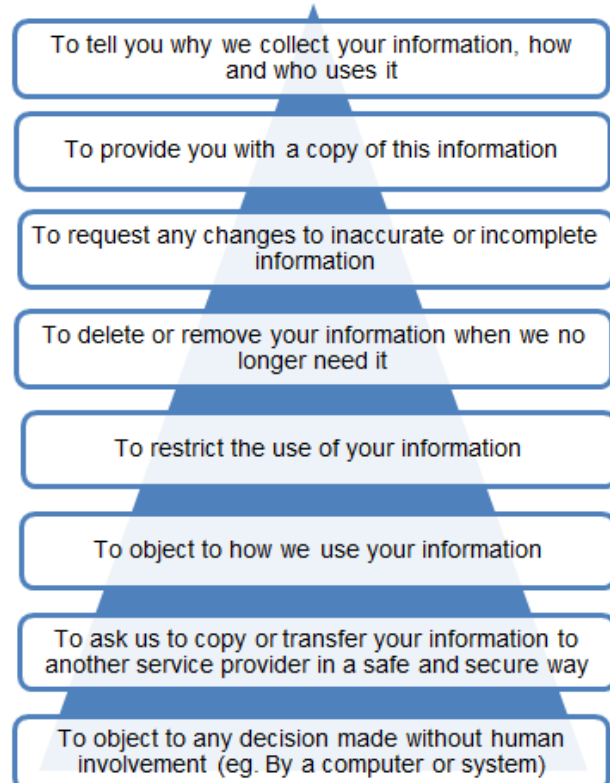 To tell you why we collect your information, how
and who uses it
To provide you with a copy of this information
To request any changes to inaccurate or incomplete
information
To delete or remove your information when we no
longer need it
To restrict the use of your information
To object to how we use your information
To ask us to copy or transfer your information to
another service provider in a safe and secure way
To object to any decision made without human
involvement (eg. By a computer or system)